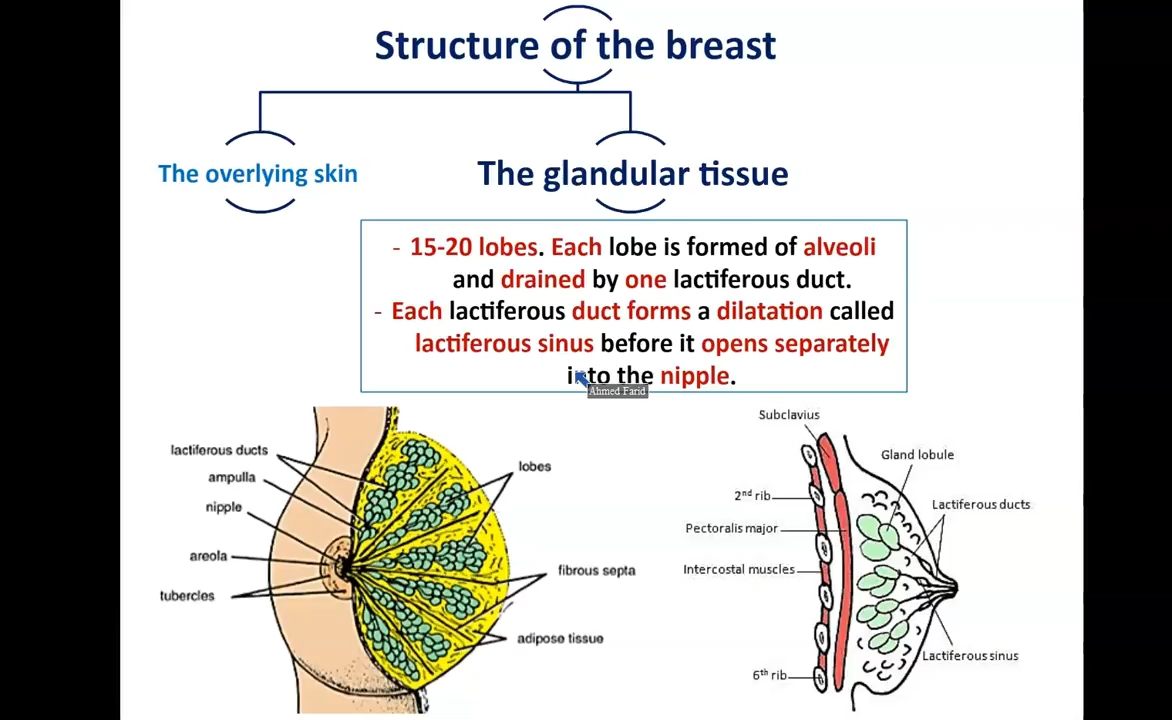 Structure of the breast
The overlying skin
The glandular tissue
- 15-20 lobes. Each lobe is formed of alveoli
and drained by one lactiferous duct.
- Each lactiferous duct forms a dilatation called
lactiferous sinus before it opens separately
into the nipple.
Ahmed Farid
lactiferous ducts
ampulla
nipple
areola
tubercles
lobes
fibrous septa
adipose tissue
Subclavius
Gland lobule
2nd rib
Lactiferous ducts
Pectoralis major
Intercostal muscles
Lactiferous sinus
6th rib